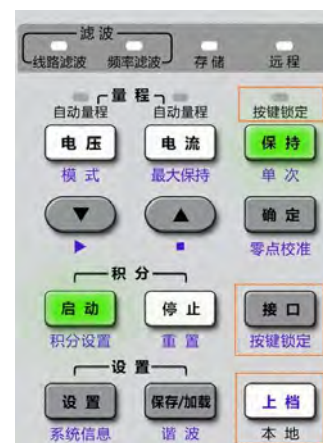 滤波
线路滤波 频率滤波 存储 远程
量程
自动量程 自动量程 按键锁定
电压 电流 保持
模式 最大保持 单次
▼ ▲ 确定
▶ ■ 零点校准
积分
启动 停止 接口
积分设置 重置 按键锁定
设置
设置 保存/加载 上档
系统信息 谐波 本地